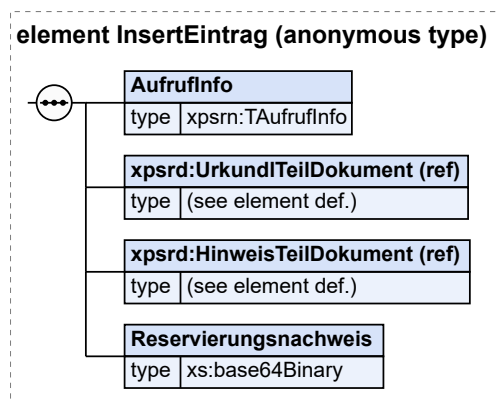 element InsertEintrag (anonymous type)
AufrufInfo
type xpsrn:TAufrufInfo
xpsrd:UrkundlTeilDokument (ref)
type (see element def.)
xpsrd:HinweisTeilDokument (ref)
type (see element def.)
Reservierungsnachweis
type xs:base64Binary